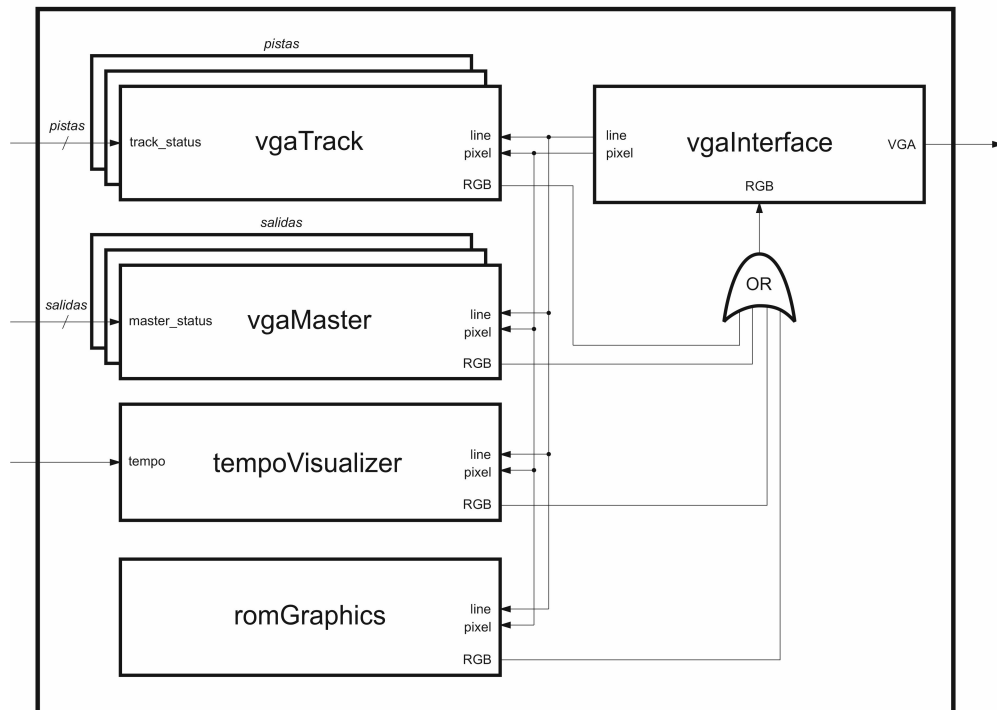 pistas
pistas
track_status
vgaTrack
line
pixel
RGB
line
pixel
vgaInterface
VGA
RGB
salidas
salidas
master_status
vgaMaster
line
pixel
RGB
OR
tempo
tempoVisualizer
line
pixel
RGB
romGraphics
line
pixel
RGB